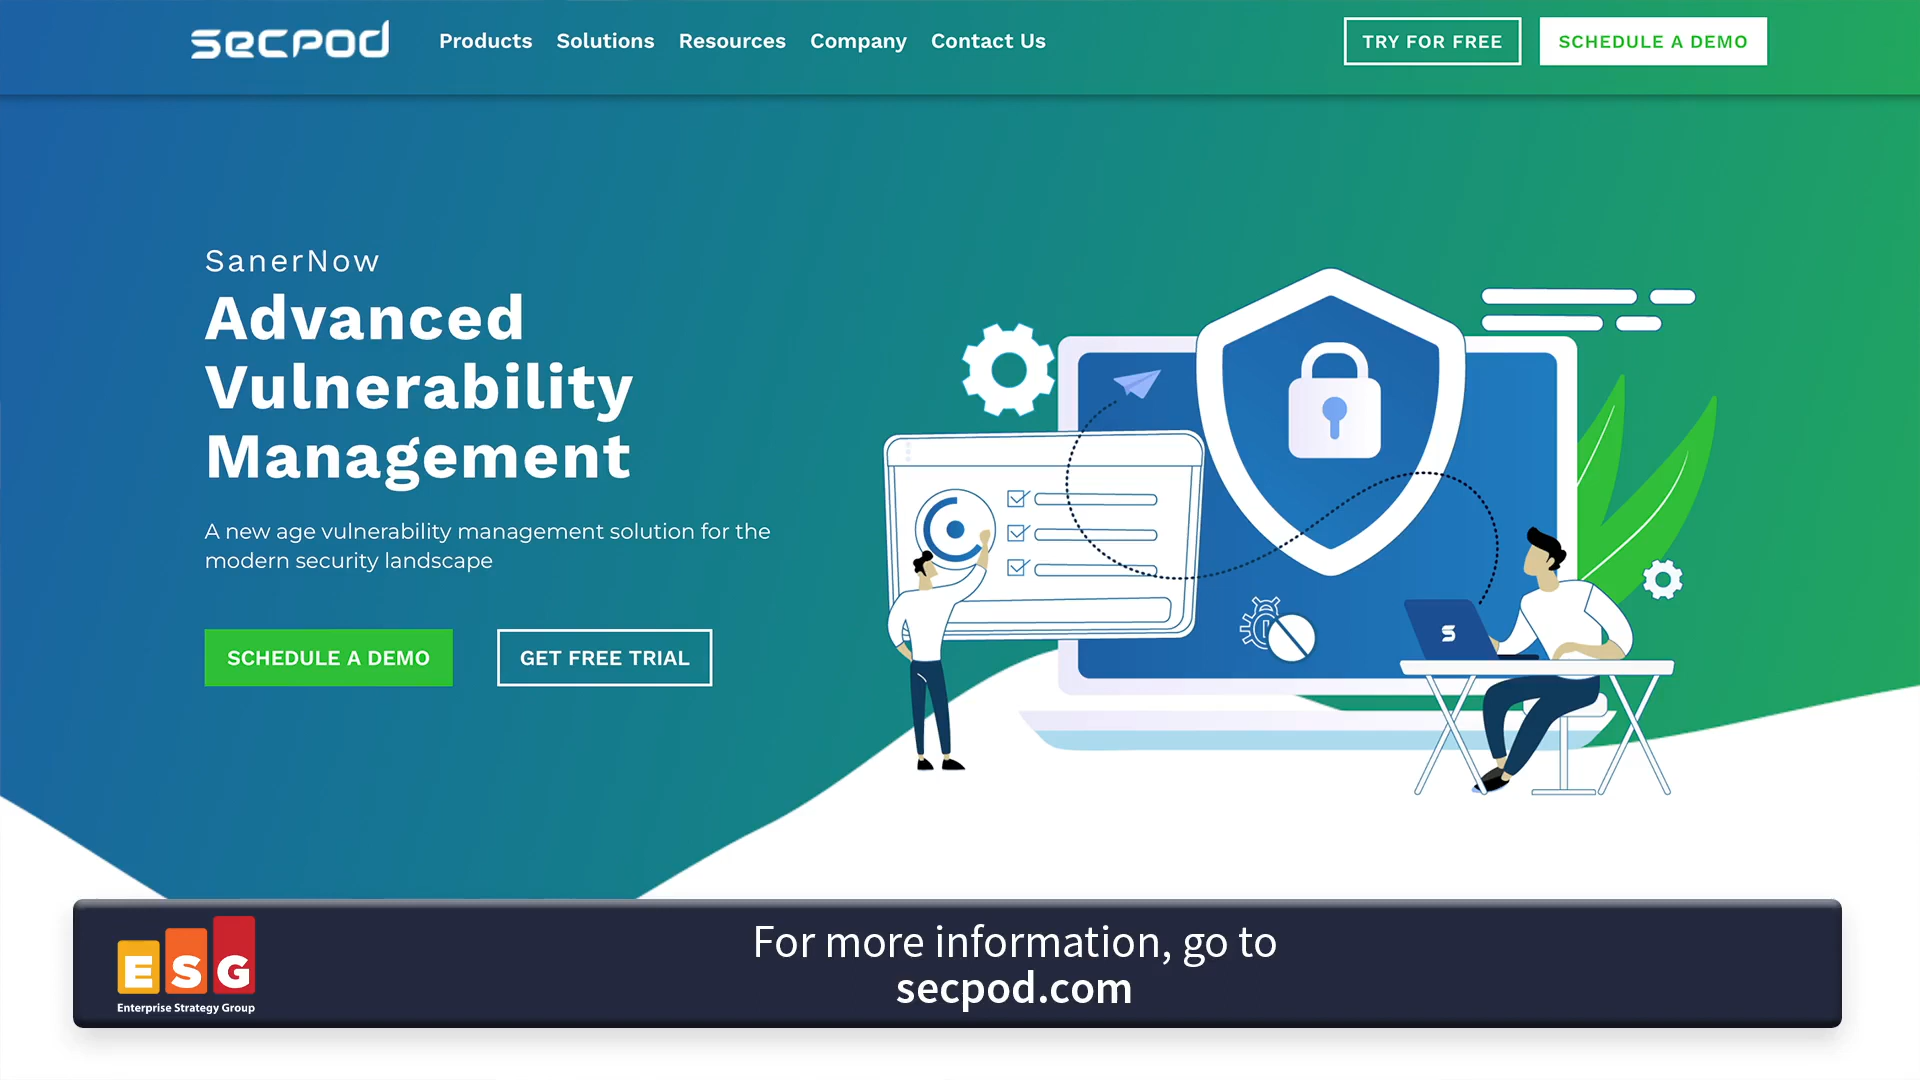 secpod
Products Solutions Resources Company Contact Us
TRY FOR FREE
SCHEDULE A DEMO
SanerNow
Advanced
Vulnerability
Management
A new age vulnerability management solution for the
modern security landscape
SCHEDULE A DEMO
GET FREE TRIAL
S
ESG
Enterprise Strategy Group
For more information, go to
secpod.com